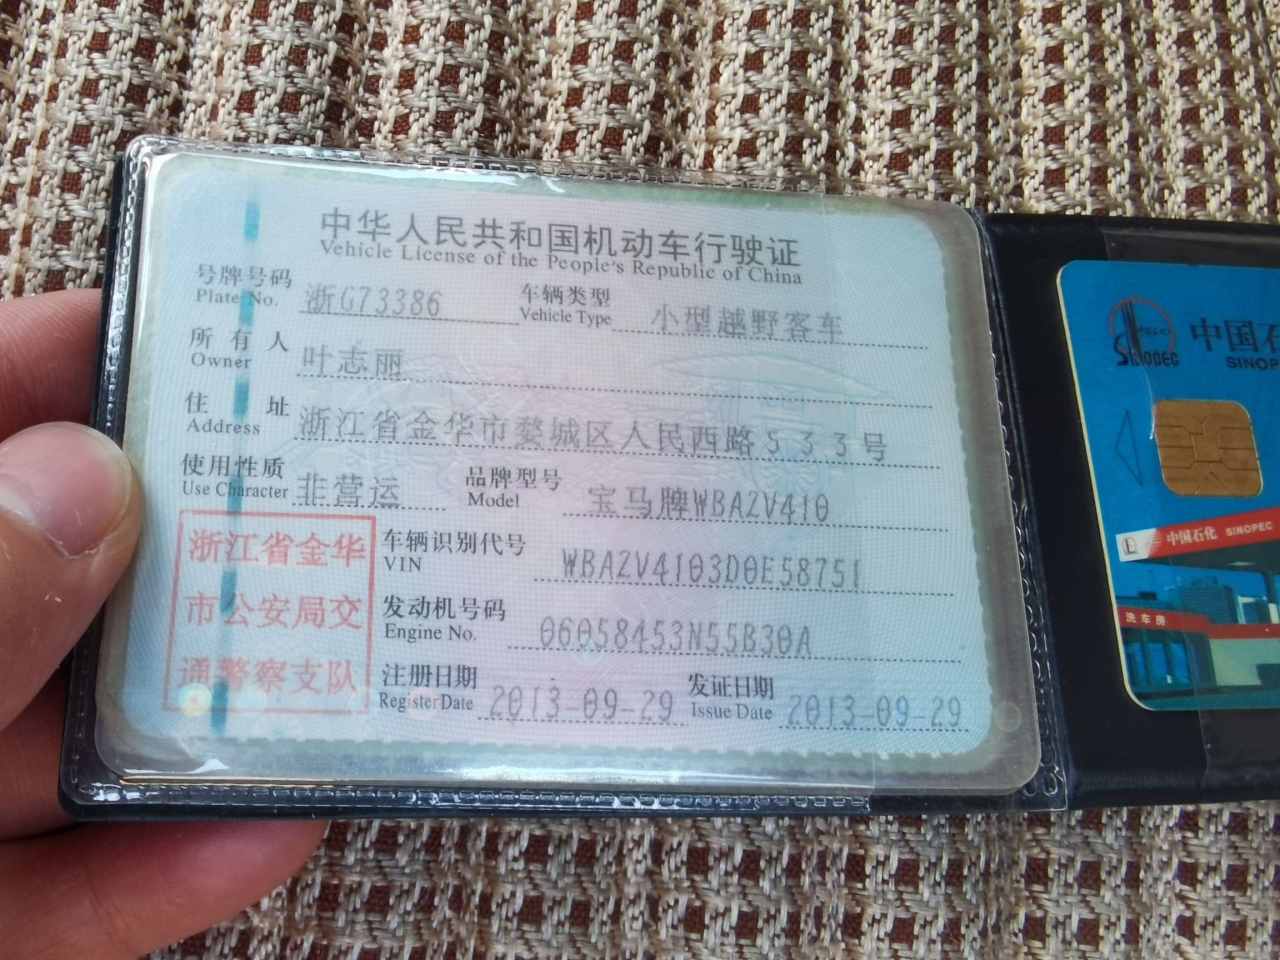 中华人民共和国机动车行驶证
Vehicle License of the People's Republic of China
号牌号码 浙G73386 车辆类型 小型越野客车
Plate No. Vehicle Type
所有人 叶志丽
Owner
住址 浙江省金华市婺城区人民西路533号
Address
使用性质 非营运 品牌型号 宝马牌WBAZV410
Use Character Model
浙江省金华
市公安局交
通警察支队
车辆识别代号 WBAZV4103D0E58751
VIN
发动机号码 06058453N55B30A
Engine No.
注册日期 2013-09-29 发证日期 2013-09-29
Register Date Issue Date
中国石
SINOPEC
中国石化 SINOPEC
洗车房